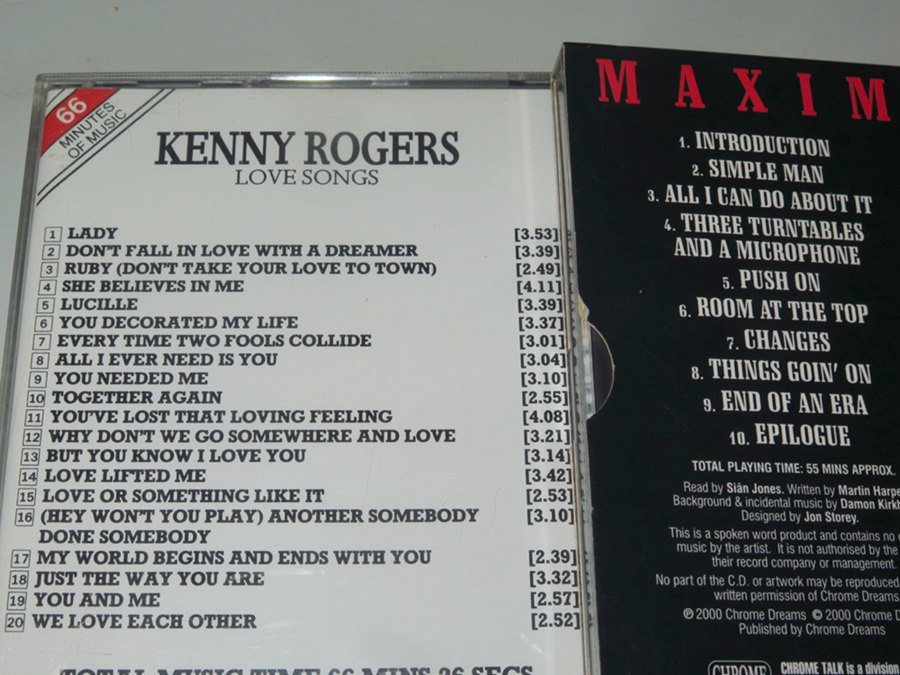 66
MINUTES
OF MUSIC
KENNY ROGERS
LOVE SONGS
1 LADY [3.53]
2 DON'T FALL IN LOVE WITH A DREAMER [3.39]
3 RUBY (DON'T TAKE YOUR LOVE TO TOWN) [2.49]
4 SHE BELIEVES IN ME [4.11]
5 LUCILLE [3.39]
6 YOU DECORATED MY LIFE [3.37]
7 EVERY TIME TWO FOOLS COLLIDE [3.01]
8 ALL I EVER NEED IS YOU [3.04]
9 YOU NEEDED ME [3.10]
10 TOGETHER AGAIN [2.55]
11 YOU'VE LOST THAT LOVING FEELING [4.08]
12 WHY DON'T WE GO SOMEWHERE AND LOVE [3.21]
13 BUT YOU KNOW I LOVE YOU [3.14]
14 LOVE LIFTED ME [3.42]
15 LOVE OR SOMETHING LIKE IT [2.53]
16 (HEY WON'T YOU PLAY) ANOTHER SOMEBODY [3.10]
DONE SOMEBODY
17 MY WORLD BEGINS AND ENDS WITH YOU [2.39]
18 JUST THE WAY YOU ARE [3.32]
19 YOU AND ME [2.57]
20 WE LOVE EACH OTHER [2.52]
TOTAL MUSIC TIME 66 MINS 26 SECS
MAXIM
1. INTRODUCTION
2. SIMPLE MAN
3. ALL I CAN DO ABOUT IT
4. THREE TURNTABLES
AND A MICROPHONE
5. PUSH ON
6. ROOM AT THE TOP
7. CHANGES
8. THINGS GOIN' ON
9. END OF AN ERA
10. EPILOGUE
TOTAL PLAYING TIME: 55 MINS APPROX.
Read by Siân Jones. Written by Martin Harpe
Background & incidental music by Damon Kirkh
Designed by Jon Storey.
This is a spoken word product and contains no
music by the artist. It is not authorised by the
their record company or management.
No part of the C.D. or artwork may be reproduced
written permission of Chrome Dreams
℗ 2000 Chrome Dreams © 2000 Chrome D
Published by Chrome Dreams
CHROME
CHROME TALK is a division